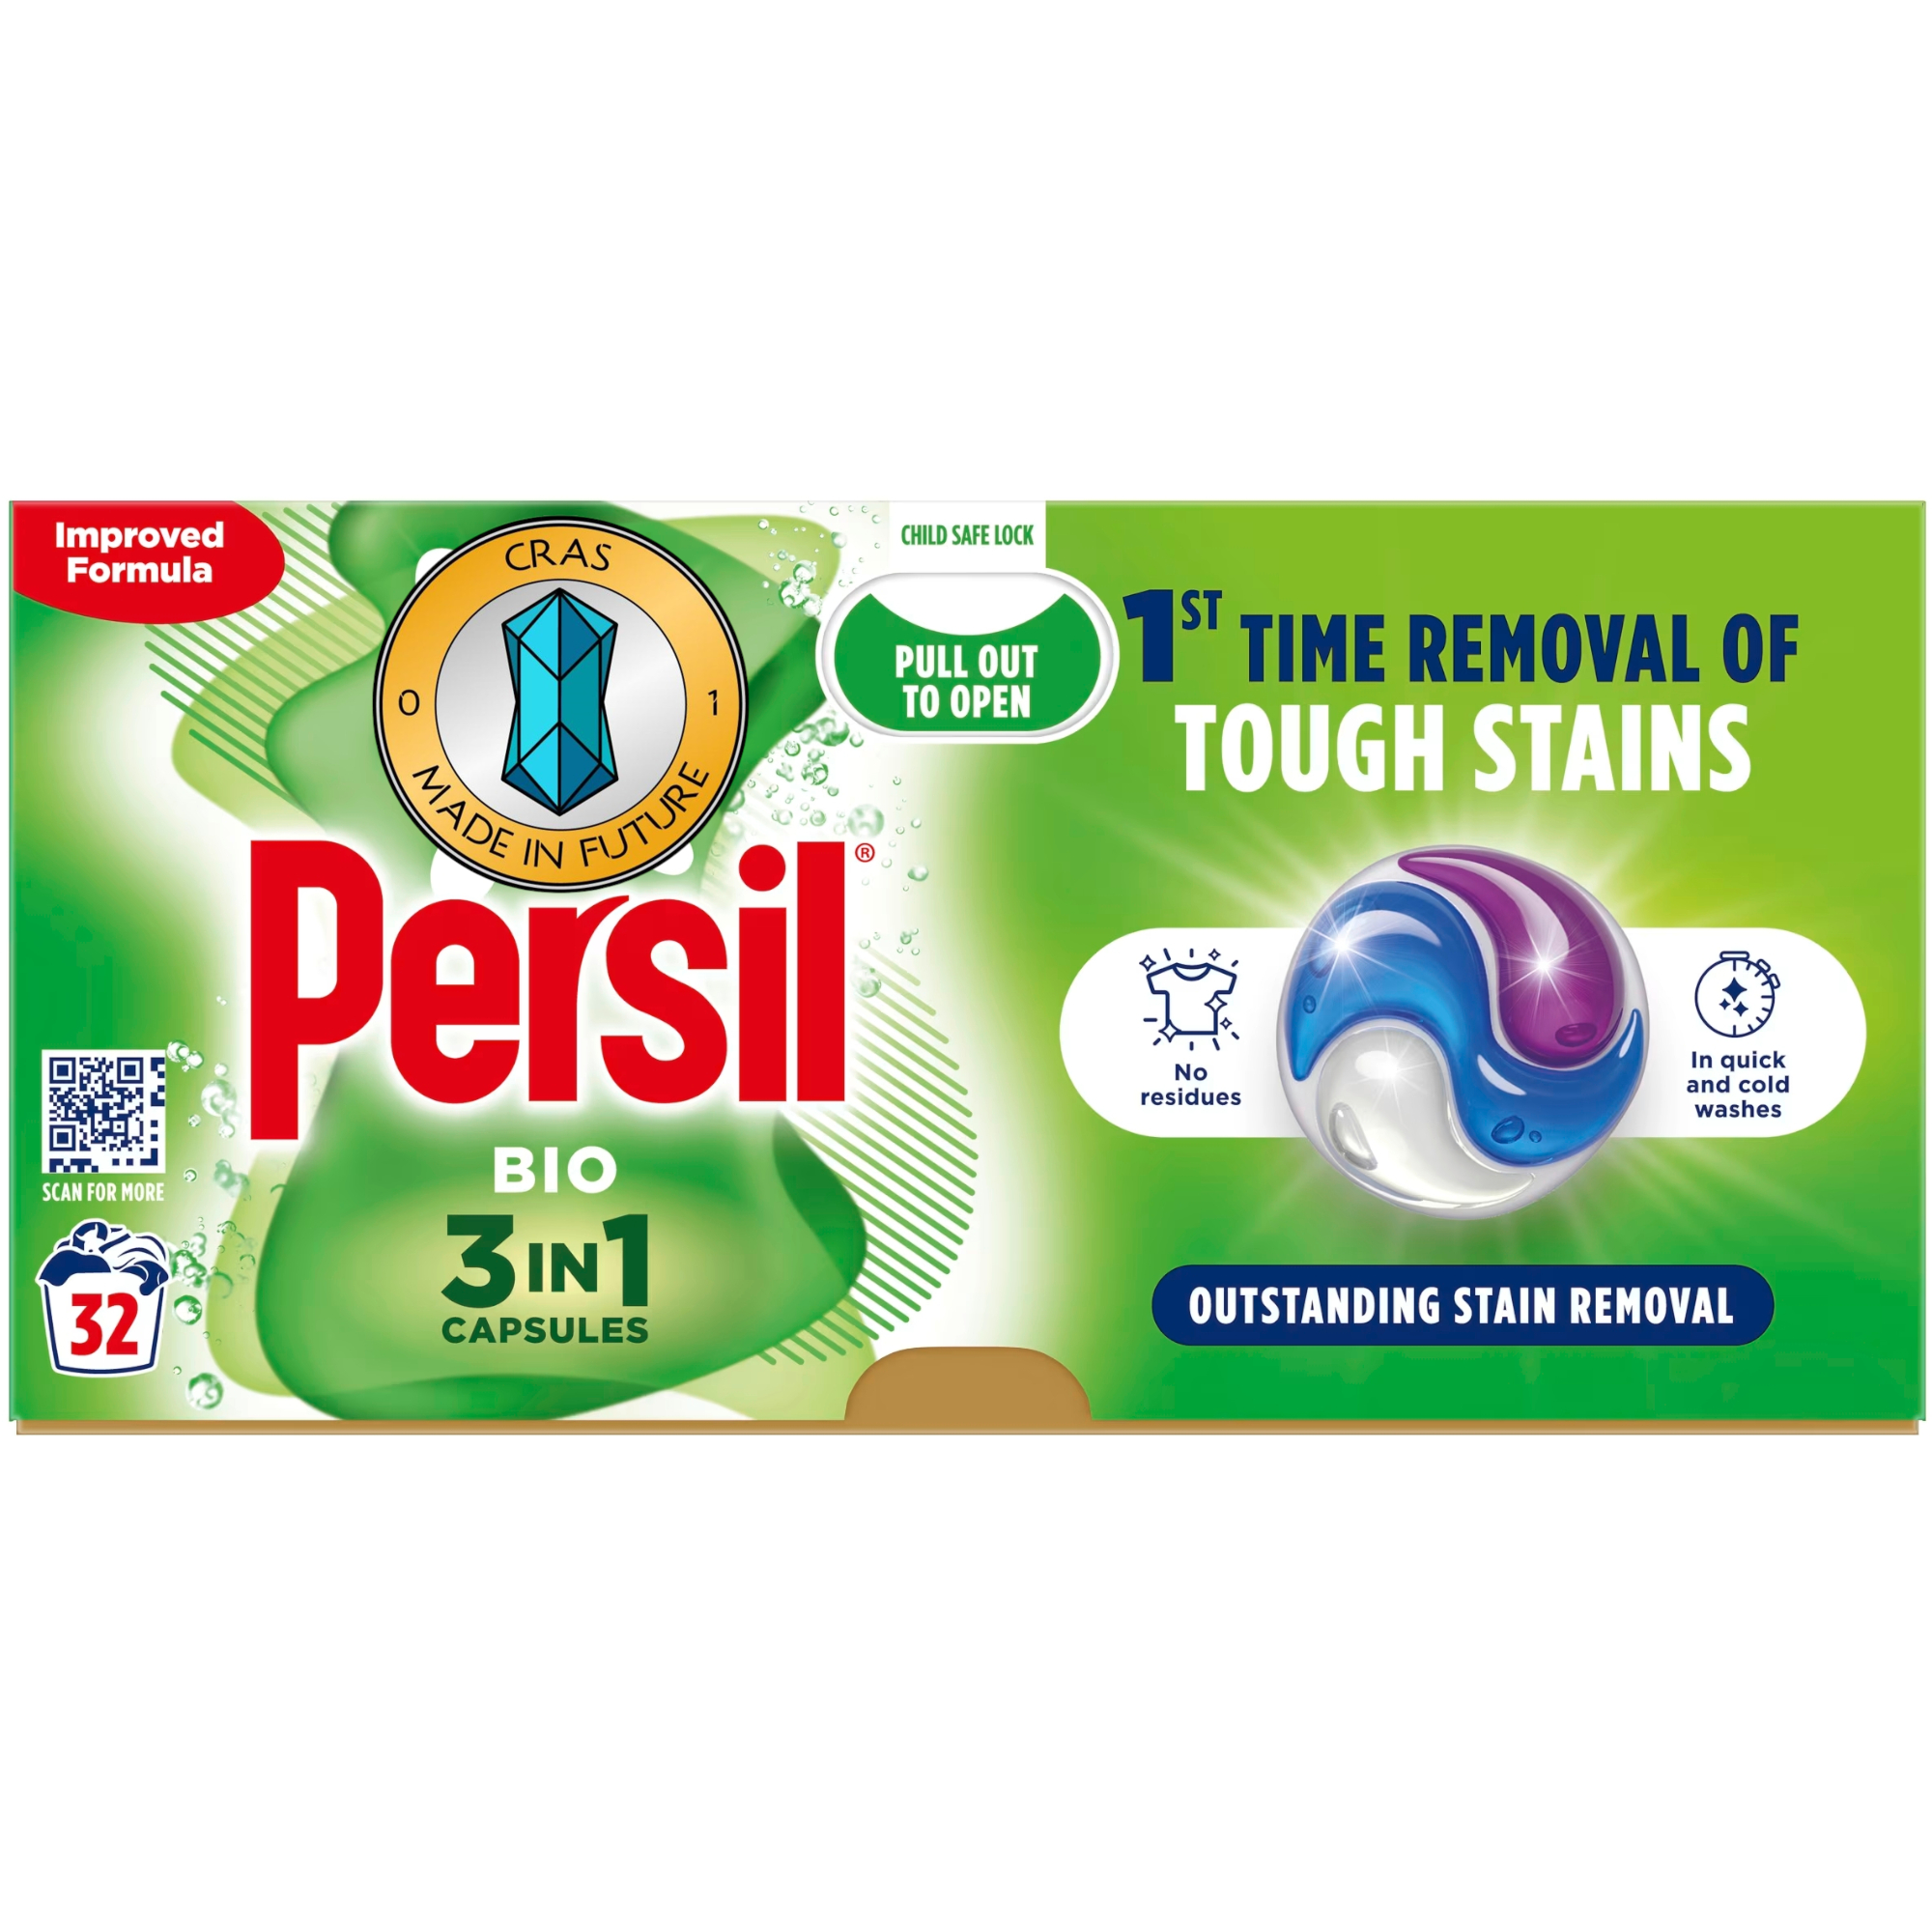 Improved
Formula
CRAS
0 1
MADE IN FUTURE
CHILD SAFE LOCK
PULL OUT
TO OPEN
Persil®
BIO
3 IN 1
CAPSULES
SCAN FOR MORE
32
1ST TIME REMOVAL OF
TOUGH STAINS
No
residues
In quick
and cold
washes
OUTSTANDING STAIN REMOVAL